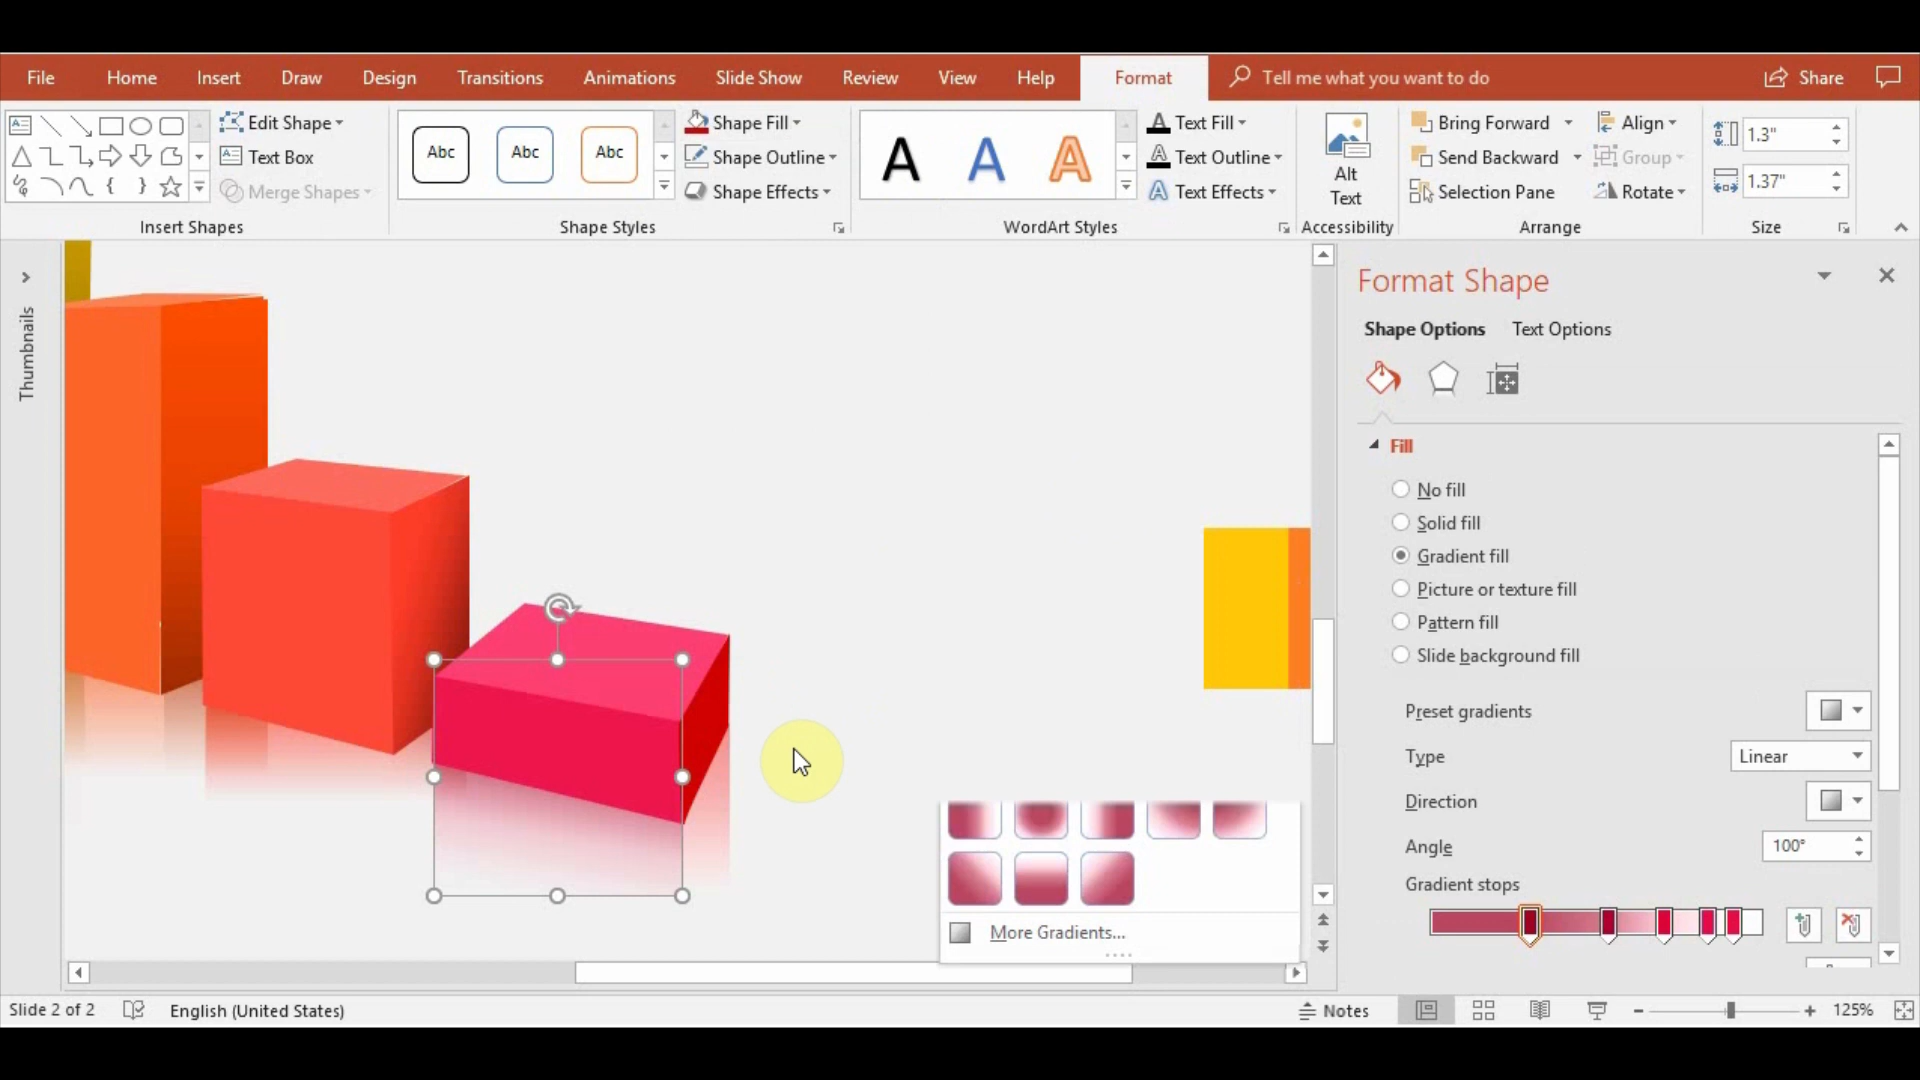 File Home Insert Draw Design Transitions Animations Slide Show Review View Help Format Tell me what you want to do Share
Edit Shape
Text Box
Merge Shapes
Insert Shapes
Abc Abc Abc
Shape Fill
Shape Outline
Shape Effects
Shape Styles
A A A
Text Fill
Text Outline
Text Effects
WordArt Styles
Alt
Text
Accessibility
Bring Forward
Send Backward
Selection Pane
Align
Group
Rotate
Arrange
1.3"
1.37"
Size
Thumbnails
Format Shape
Shape Options Text Options
Fill
No fill
Solid fill
Gradient fill
Picture or texture fill
Pattern fill
Slide background fill
Preset gradients
Type Linear
Direction
Angle 100°
Gradient stops
More Gradients...
Slide 2 of 2 English (United States) Notes 125%